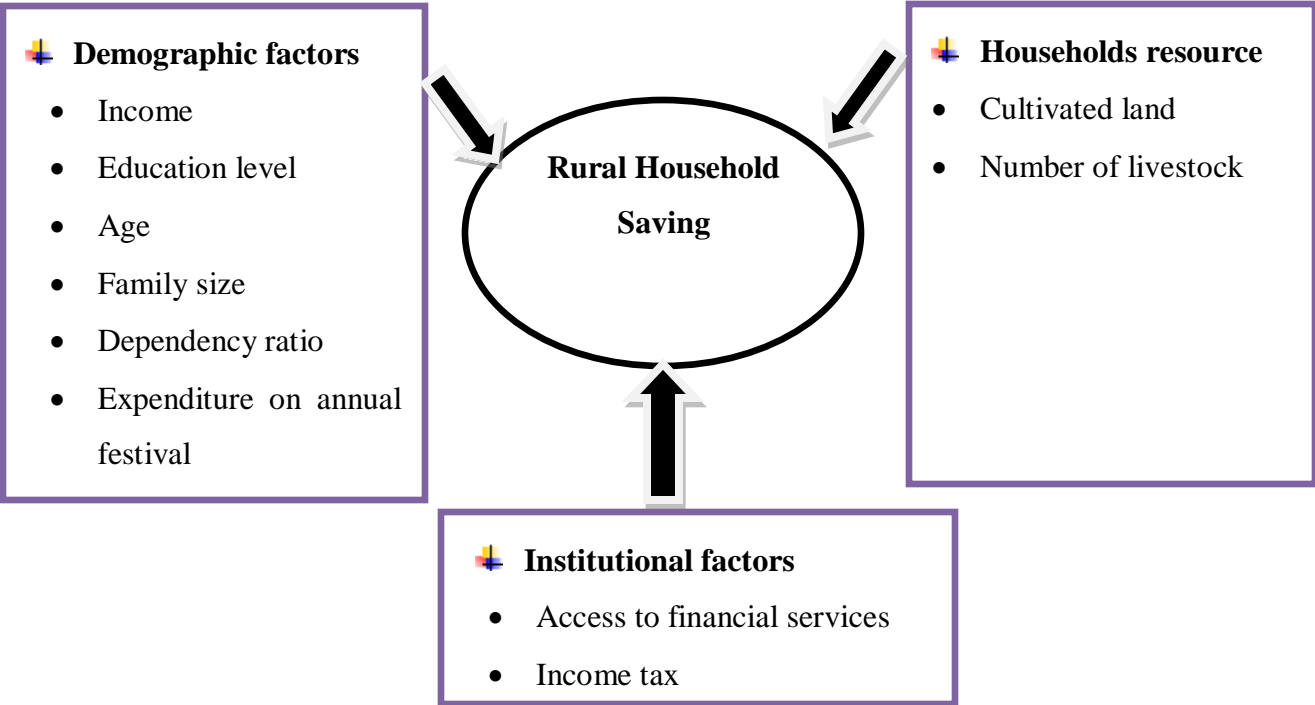 Demographic factors
• Income
• Education level
• Age
• Family size
• Dependency ratio
• Expenditure on annual
festival
Rural Household
Saving
Households resource
• Cultivated land
• Number of livestock
Institutional factors
• Access to financial services
• Income tax